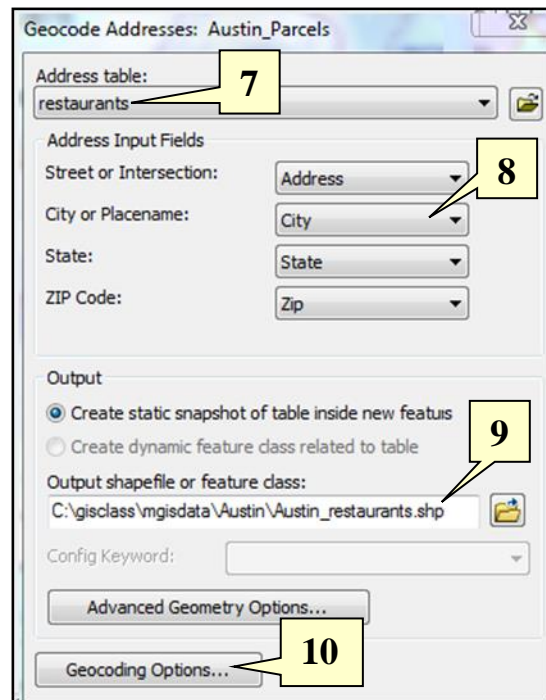 Geocode Addresses: Austin_Parcels
Address table:
7
restaurants
Address Input Fields
Street or Intersection:
Address
8
City or Placename:
City
State:
State
ZIP Code:
Zip
Output
Create static snapshot of table inside new featurs
Create dynamic feature class related to table
9
Output shapefile or feature class:
C:\gisclass\mgisdata\Austin\Austin_restaurants.shp
Config Keyword:
Advanced Geometry Options...
10
Geocoding Options...